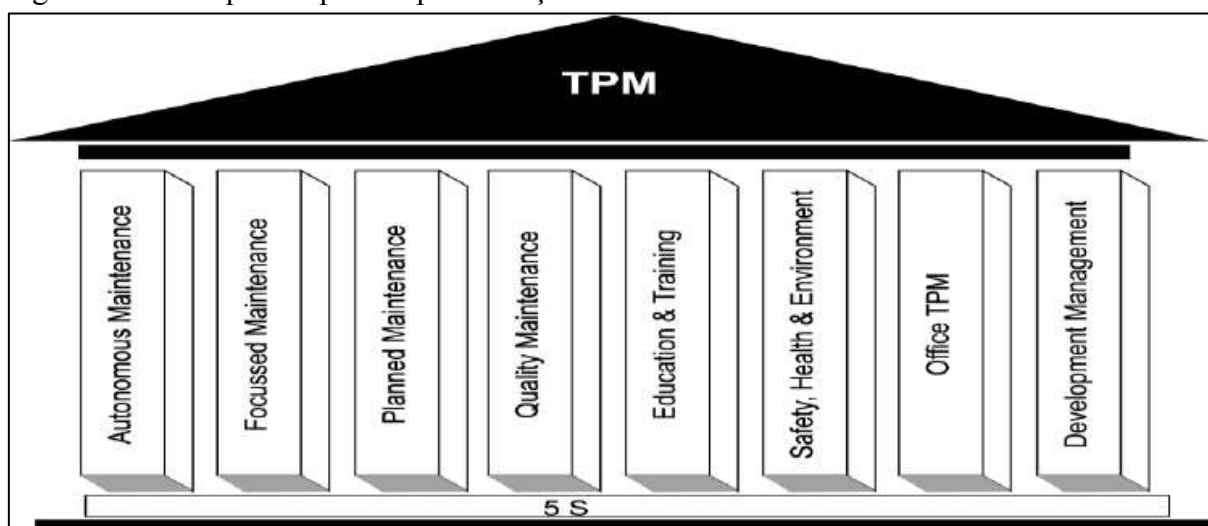 TPM
Autonomous Maintenance
Focussed Maintenance
Planned Maintenance
Quality Maintenance
Education & Training
Safety, Health & Environment
Office TPM
Development Management
5 S